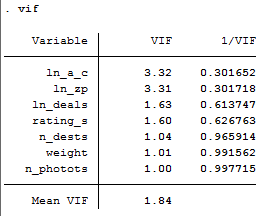 . vif
Variable | VIF 1/VIF
ln_a_c | 3.32 0.301652
ln_zp | 3.31 0.301718
ln_deals | 1.63 0.613747
rating_s | 1.60 0.626763
n_dests | 1.04 0.965914
weight | 1.01 0.991562
n_photots | 1.00 0.997715
Mean VIF | 1.84